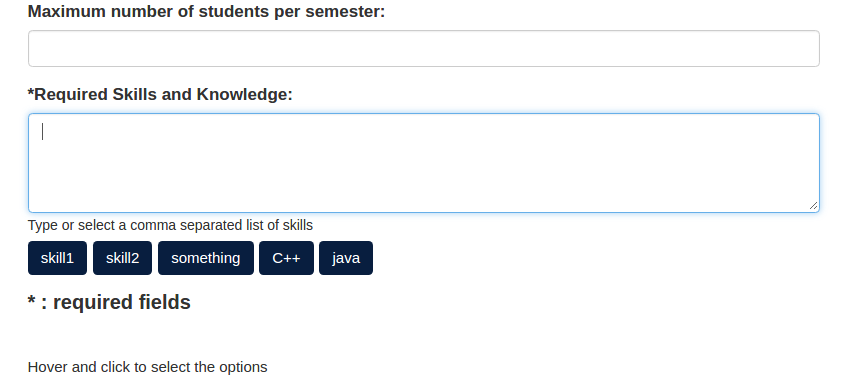 Maximum number of students per semester:
*Required Skills and Knowledge:
Type or select a comma separated list of skills
skill1 skill2 something C++ java
* : required fields
Hover and click to select the options